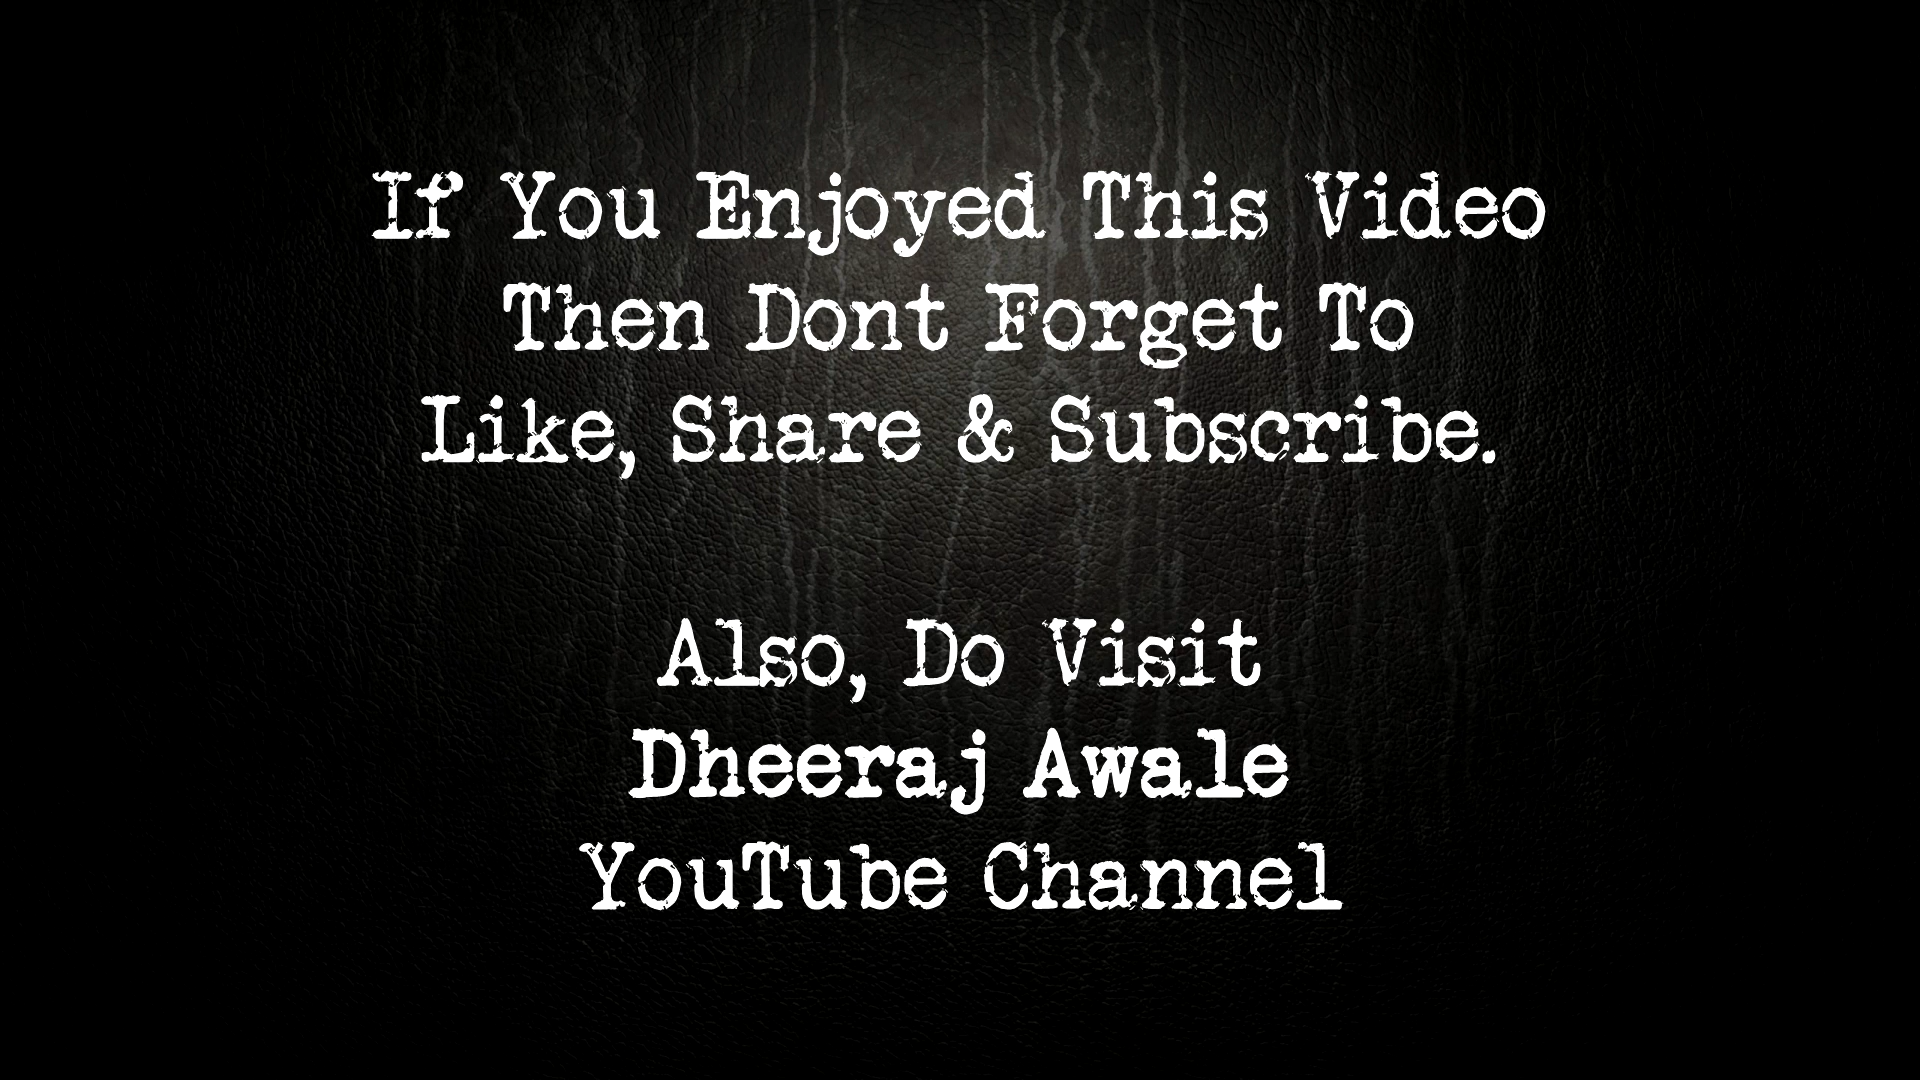 If You Enjoyed This Video
Then Dont Forget To
Like, Share & Subscribe.
Also, Do Visit
Dheeraj Awale
YouTube Channel